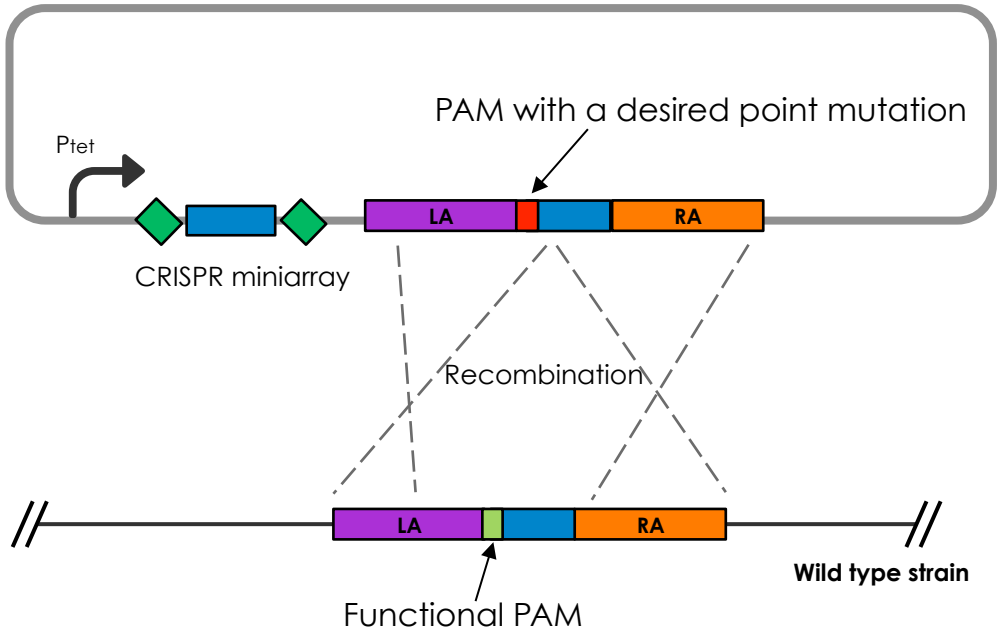 PAM with a desired point mutation
Ptet
LA
RA
CRISPR miniarray
Recombination
LA
RA
Wild type strain
Functional PAM